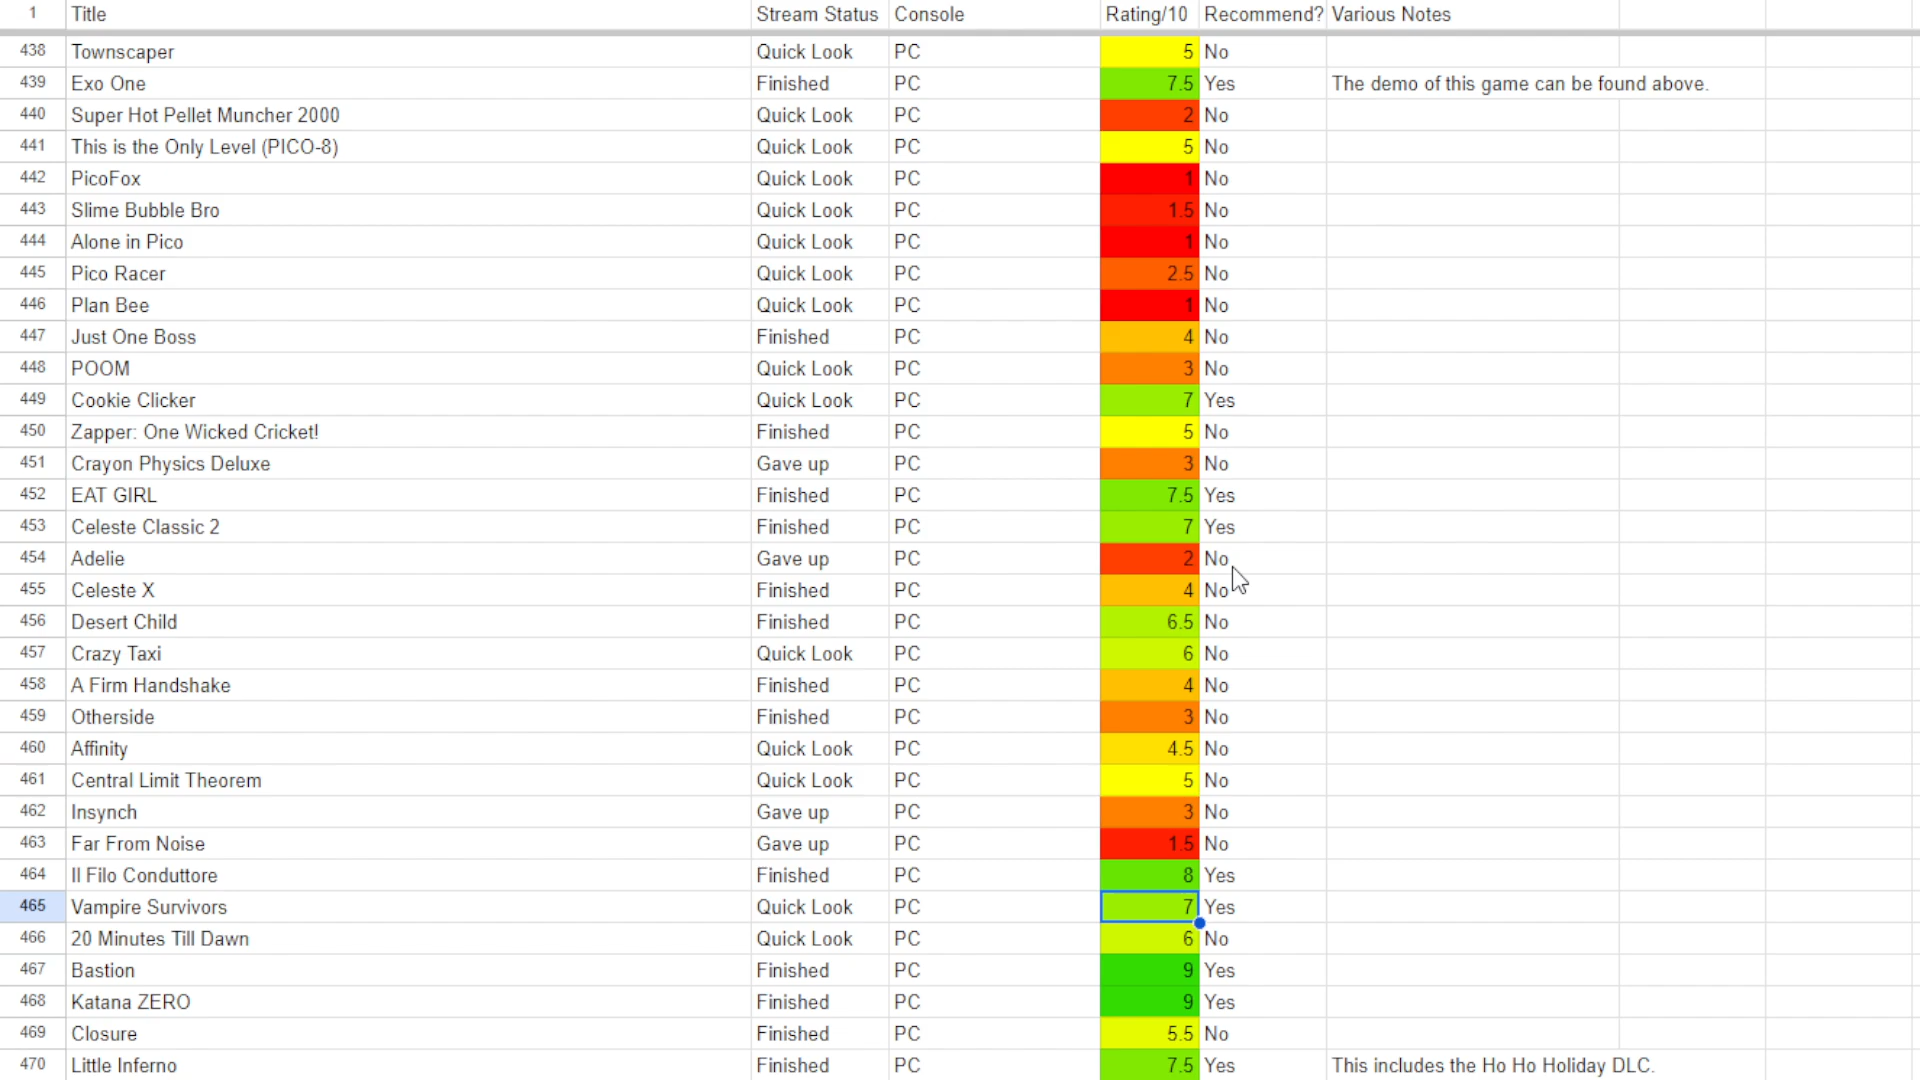 1 Title Stream Status Console Rating/10 Recommend? Various Notes
438 Townscaper Quick Look PC 5 No
439 Exo One Finished PC 7.5 Yes The demo of this game can be found above.
440 Super Hot Pellet Muncher 2000 Quick Look PC 2 No
441 This is the Only Level (PICO-8) Quick Look PC 5 No
442 PicoFox Quick Look PC 1 No
443 Slime Bubble Bro Quick Look PC 1.5 No
444 Alone in Pico Quick Look PC 1 No
445 Pico Racer Quick Look PC 2.5 No
446 Plan Bee Quick Look PC 1 No
447 Just One Boss Finished PC 4 No
448 POOM Quick Look PC 3 No
449 Cookie Clicker Quick Look PC 7 Yes
450 Zapper: One Wicked Cricket! Finished PC 5 No
451 Crayon Physics Deluxe Gave up PC 3 No
452 EAT GIRL Finished PC 7.5 Yes
453 Celeste Classic 2 Finished PC 7 Yes
454 Adelie Gave up PC 2 No
455 Celeste X Finished PC 4 No
456 Desert Child Finished PC 6.5 No
457 Crazy Taxi Quick Look PC 6 No
458 A Firm Handshake Finished PC 4 No
459 Otherside Finished PC 3 No
460 Affinity Quick Look PC 4.5 No
461 Central Limit Theorem Quick Look PC 5 No
462 Insynch Gave up PC 3 No
463 Far From Noise Gave up PC 1.5 No
464 Il Filo Conduttore Finished PC 8 Yes
465 Vampire Survivors Quick Look PC 7 Yes
466 20 Minutes Till Dawn Quick Look PC 6 No
467 Bastion Finished PC 9 Yes
468 Katana ZERO Finished PC 9 Yes
469 Closure Finished PC 5.5 No
470 Little Inferno Finished PC 7.5 Yes This includes the Ho Ho Holiday DLC.